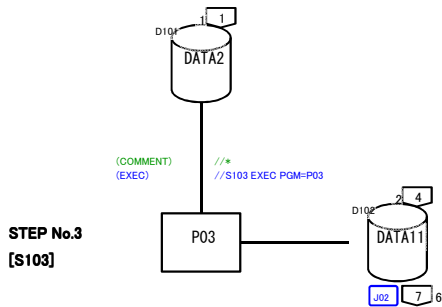 1 1
D101
DATA2
(COMMENT) //*
(EXEC) //S103 EXEC PGM=P03
2 4
D102
STEP No.3 P03 DATA11
[S103]
J02 7 6